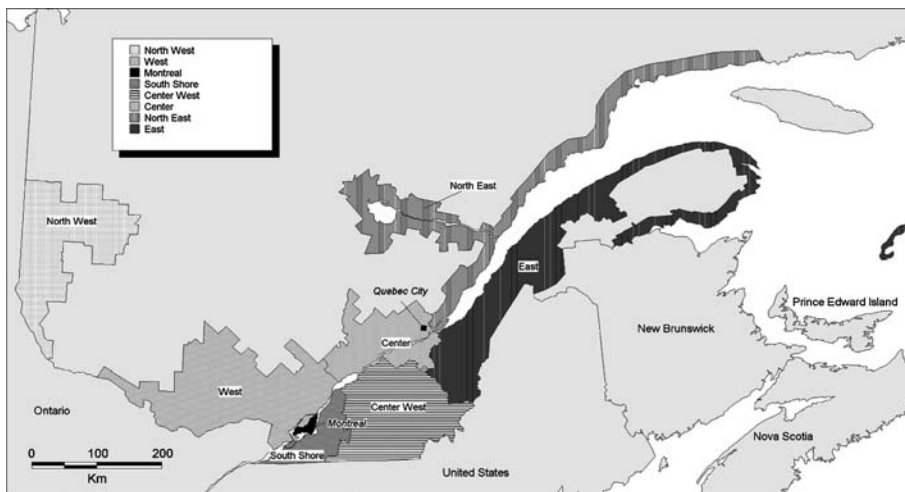 North West
West
Montreal
South Shore
Center West
Center
North East
East
North East
North West
East
Quebec City
Prince Edward Island
New Brunswick
Center
West
Center West
Ontario
Montreal
Nova Scotia
South Shore
United States
0 100 200
Km